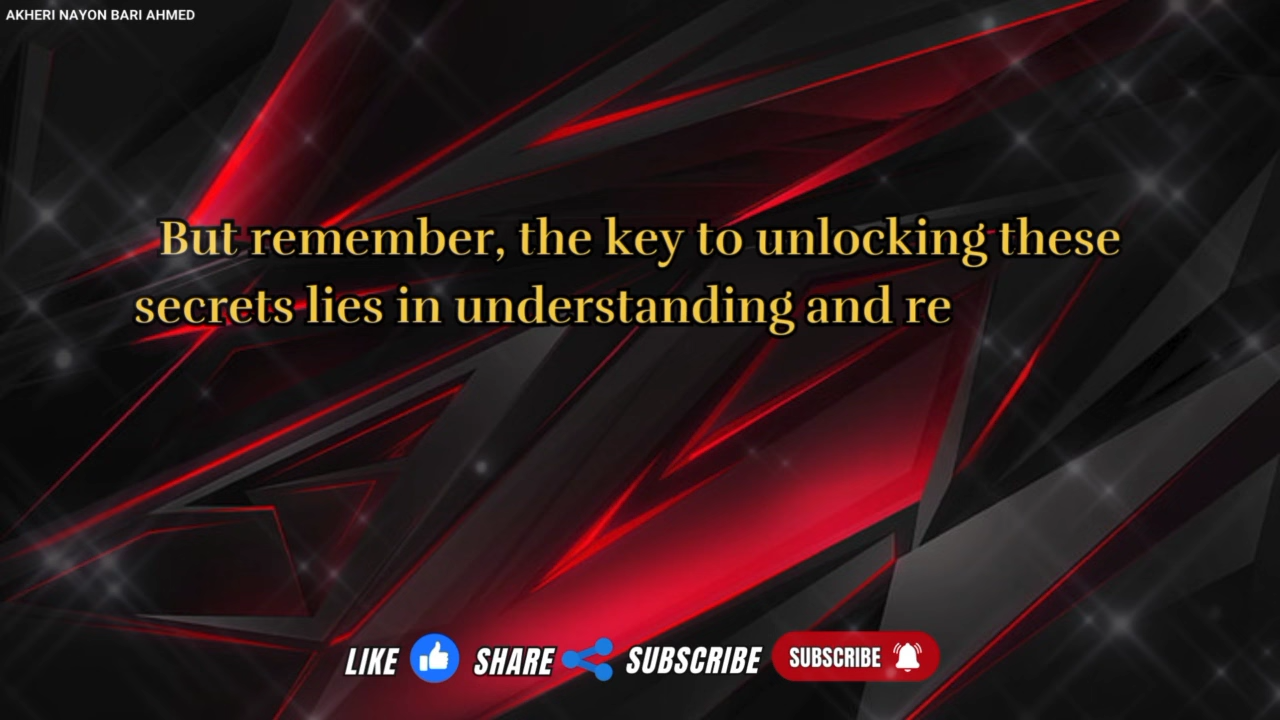 AKHERI NAYON BARI AHMED
But remember, the key to unlocking these
secrets lies in understanding and re
LIKE SHARE SUBSCRIBE SUBSCRIBE